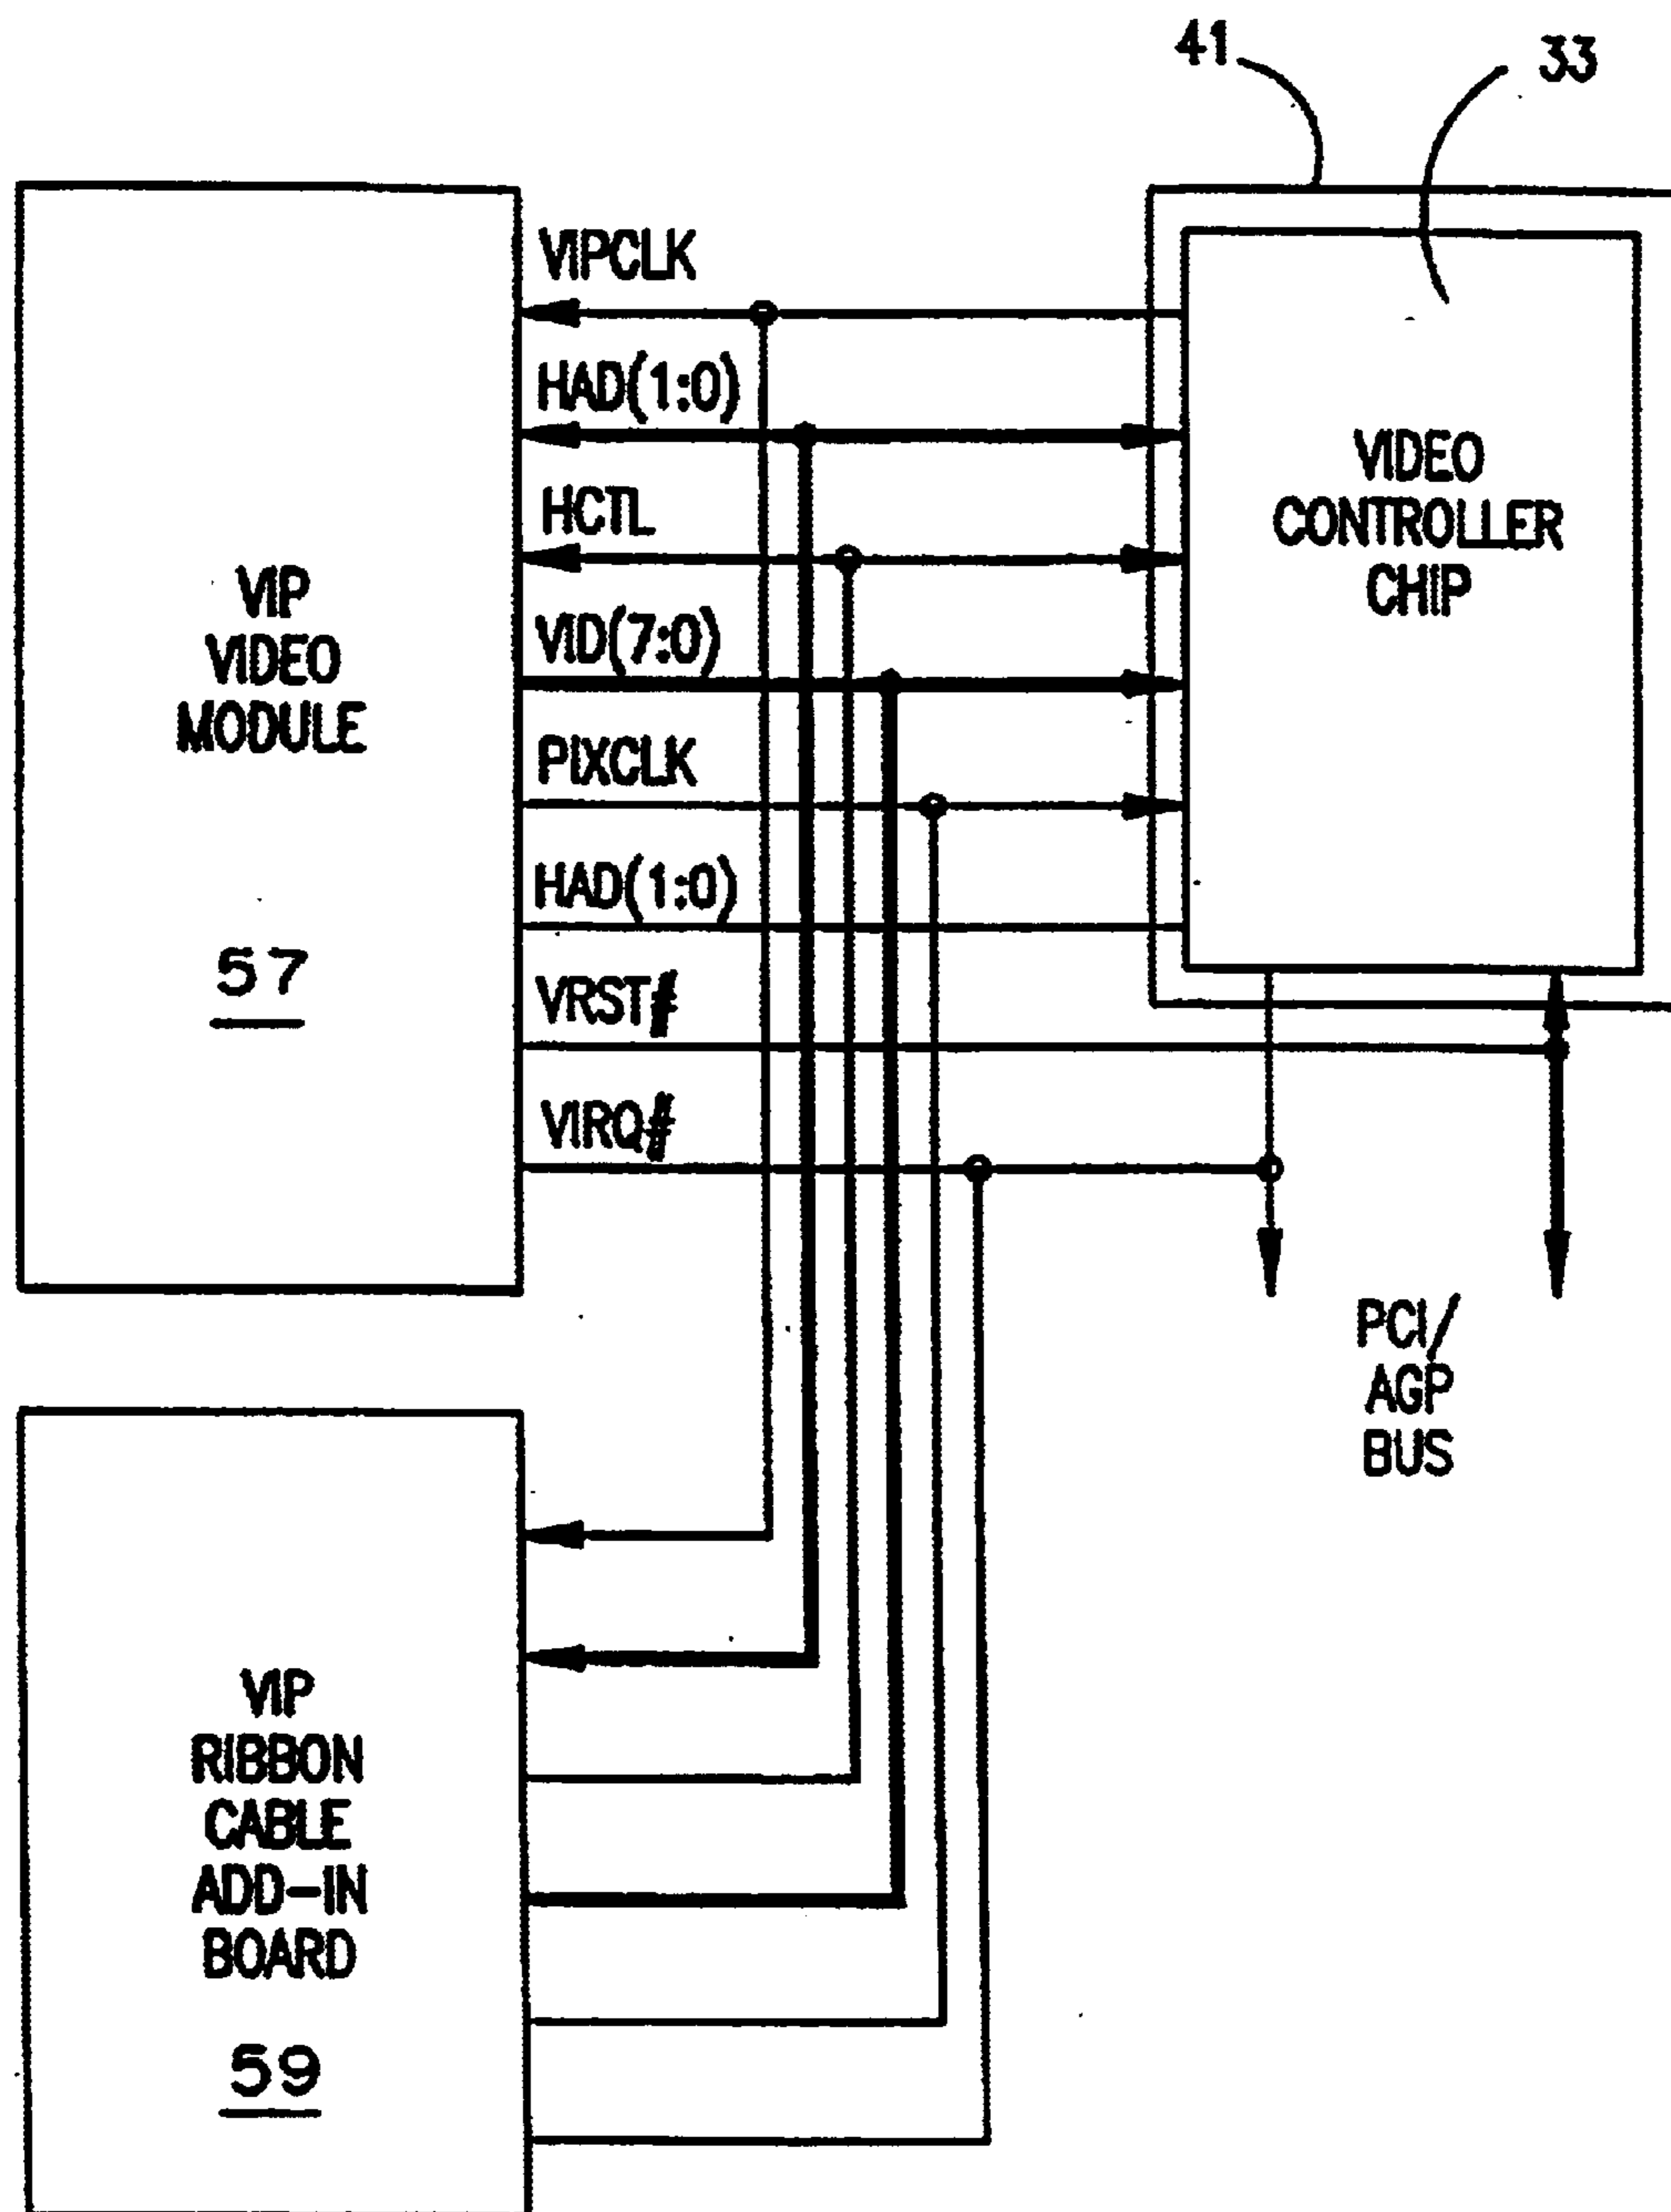 41
33
VIPCLK
HAD(1:0)
HCTL
VID(7:0)
PIXCLK
HAD(1:0)
VRST#
VIRQ#
VIP
VIDEO
MODULE
57
VIDEO
CONTROLLER
CHIP
PCI/
AGP
BUS
VIP
RIBBON
CABLE
ADD-IN
BOARD
59